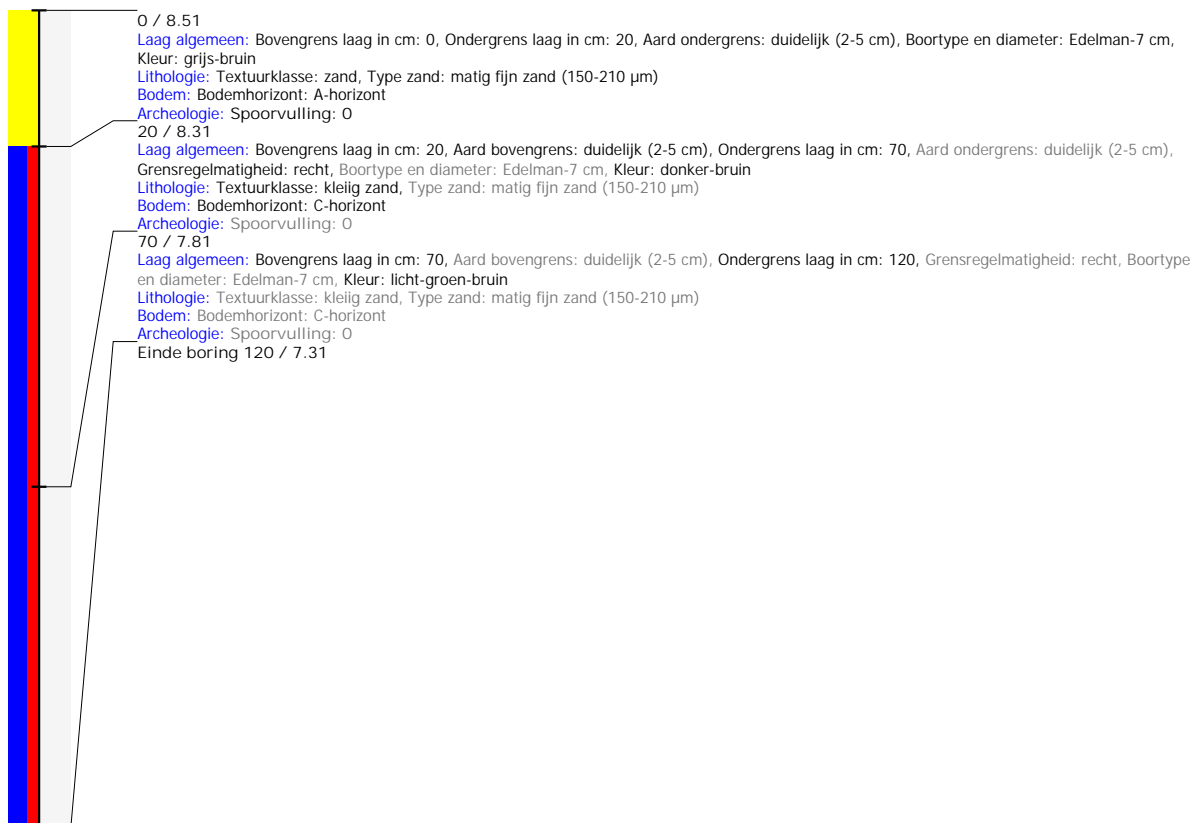 0 / 8.51
Laag algemeen: Bovengrens laag in cm: 0, Ondergrens laag in cm: 20, Aard ondergrens: duidelijk (2-5 cm), Boortype en diameter: Edelman-7 cm,
Kleur: grijs-bruin
Lithologie: Textuurklasse: zand, Type zand: matig fijn zand (150-210 µm)
Bodem: Bodemhorizont: A-horizont
Archeologie: Spoorvulling: 0
20 / 8.31
Laag algemeen: Bovengrens laag in cm: 20, Aard bovengrens: duidelijk (2-5 cm), Ondergrens laag in cm: 70, Aard ondergrens: duidelijk (2-5 cm),
Grensregelmatigheid: recht, Boortype en diameter: Edelman-7 cm, Kleur: donker-bruin
Lithologie: Textuurklasse: kleiig zand, Type zand: matig fijn zand (150-210 µm)
Bodem: Bodemhorizont: C-horizont
Archeologie: Spoorvulling: 0
70 / 7.81
Laag algemeen: Bovengrens laag in cm: 70, Aard bovengrens: duidelijk (2-5 cm), Ondergrens laag in cm: 120, Grensregelmatigheid: recht, Boortype
en diameter: Edelman-7 cm, Kleur: licht-groen-bruin
Lithologie: Textuurklasse: kleiig zand, Type zand: matig fijn zand (150-210 µm)
Bodem: Bodemhorizont: C-horizont
Archeologie: Spoorvulling: 0
Einde boring 120 / 7.31